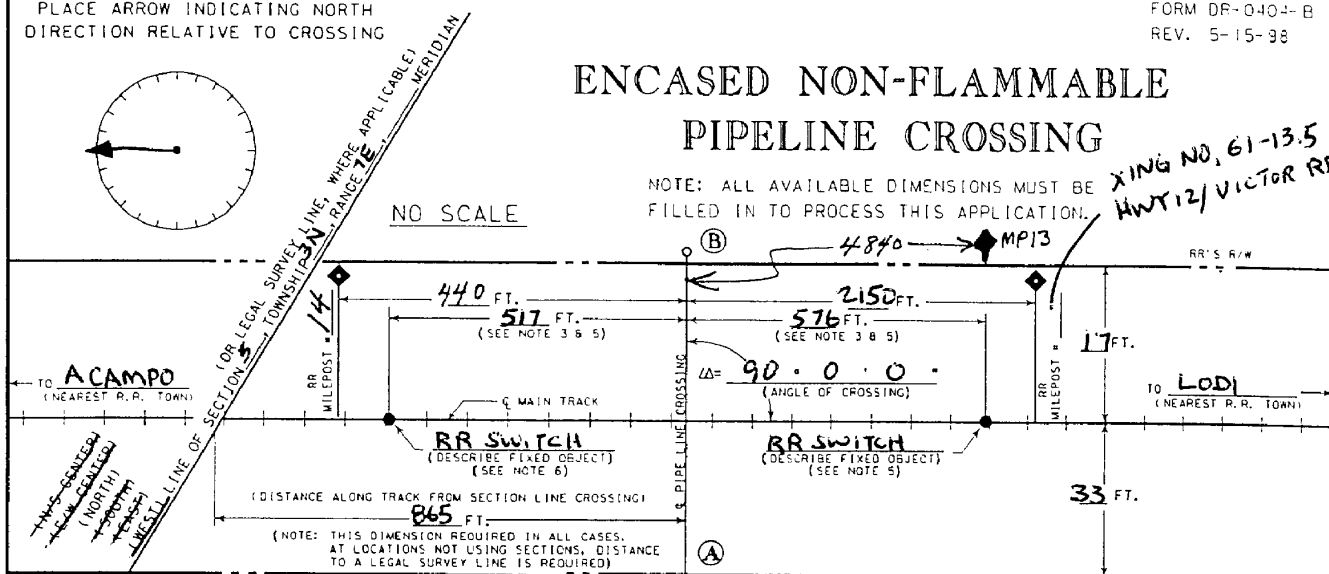 PLACE ARROW INDICATING NORTH
DIRECTION RELATIVE TO CROSSING
FORM DR-0404-B
REV. 5-15-98
ENCASED NON-FLAMMABLE
PIPELINE CROSSING
NOTE: ALL AVAILABLE DIMENSIONS MUST BE
FILLED IN TO PROCESS THIS APPLICATION.
XING NO, 61-13.5
HWY 12/ VICTOR RD
NO SCALE
(OR LEGAL SURVEY LINE, WHERE APPLICABLE)
WEST LINE OF SECTION 5, TOWNSHIP 3N, RANGE 7E, MERIDIAN
B
4840
MP13
RR'S R/W
440 FT.
2150 FT.
517 FT.
(SEE NOTE 3 & 5)
576 FT.
(SEE NOTE 3 & 5)
RR MILEPOST # 14
RR MILEPOST #
17 FT.
90 · 0 · 0 ·
(ANGLE OF CROSSING)
TO ACAMPO
(NEAREST R.R. TOWN)
TO LODI
(NEAREST R.R. TOWN)
℄ MAIN TRACK
℄ PIPE LINE CROSSING
RR SWITCH
(DESCRIBE FIXED OBJECT)
(SEE NOTE 6)
RR SWITCH
(DESCRIBE FIXED OBJECT)
(SEE NOTE 5)
(N/S CENTER)
(E/W CENTER)
(NORTH)
(SOUTH)
(EAST)
(WEST)
(DISTANCE ALONG TRACK FROM SECTION LINE CROSSING)
865 FT.
33 FT.
(NOTE: THIS DIMENSION REQUIRED IN ALL CASES.
AT LOCATIONS NOT USING SECTIONS, DISTANCE
TO A LEGAL SURVEY LINE IS REQUIRED)
A